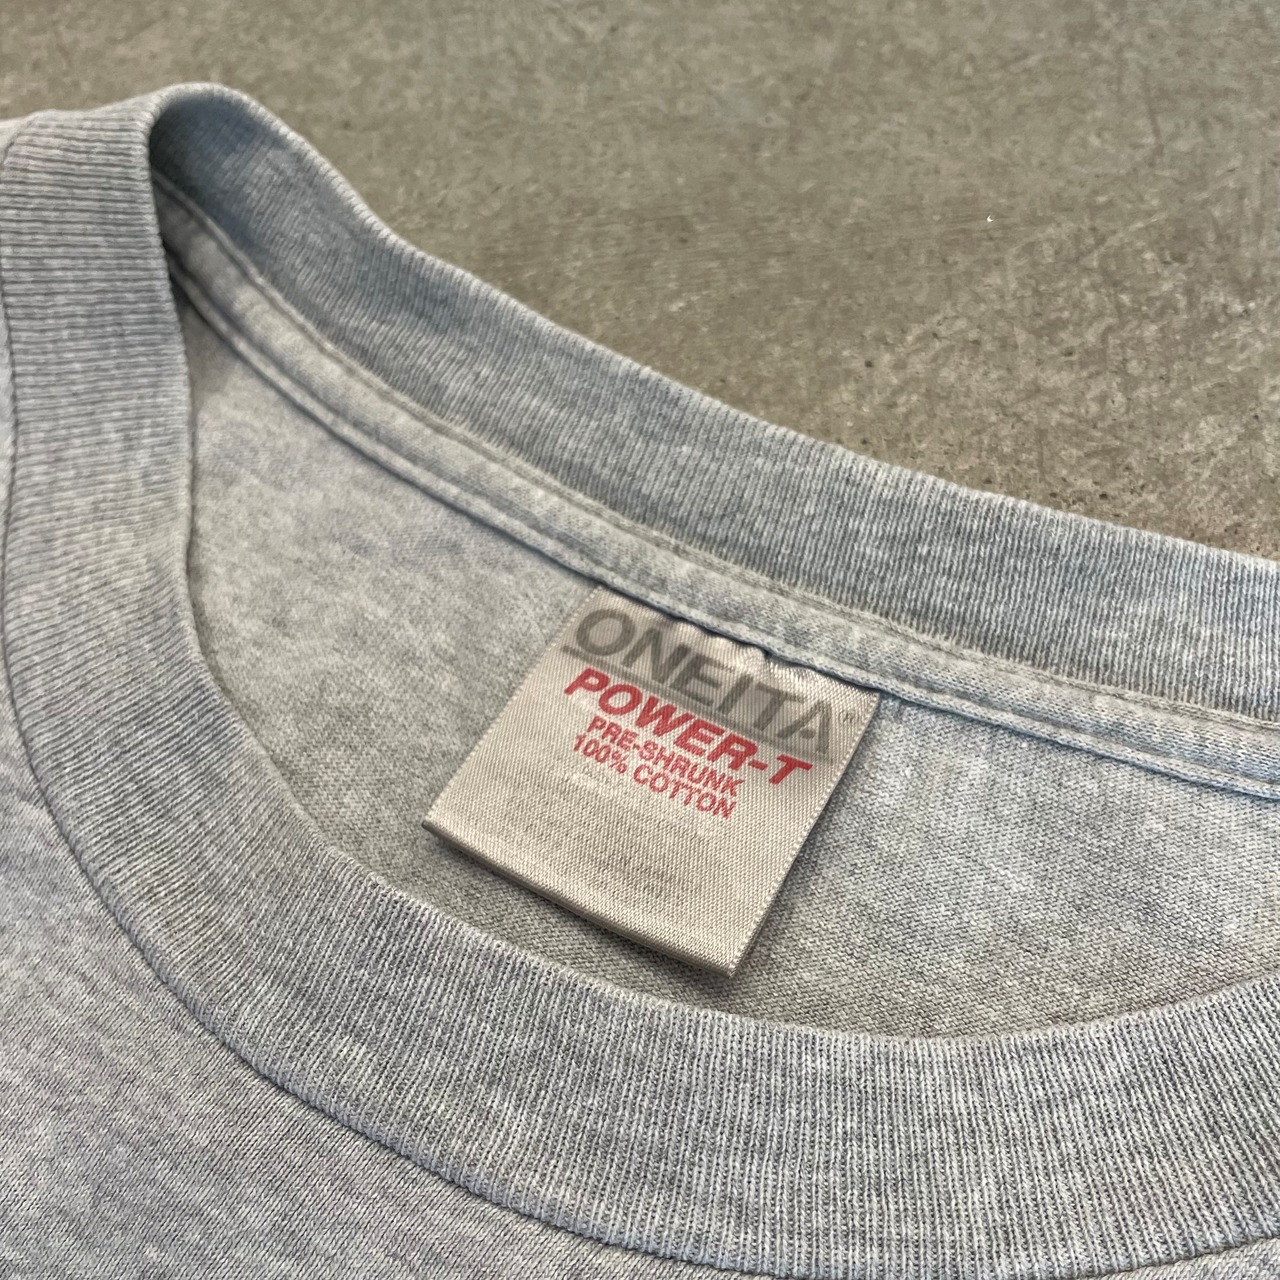 ONEITA®
POWER-T
PRE-SHRUNK
100% COTTON